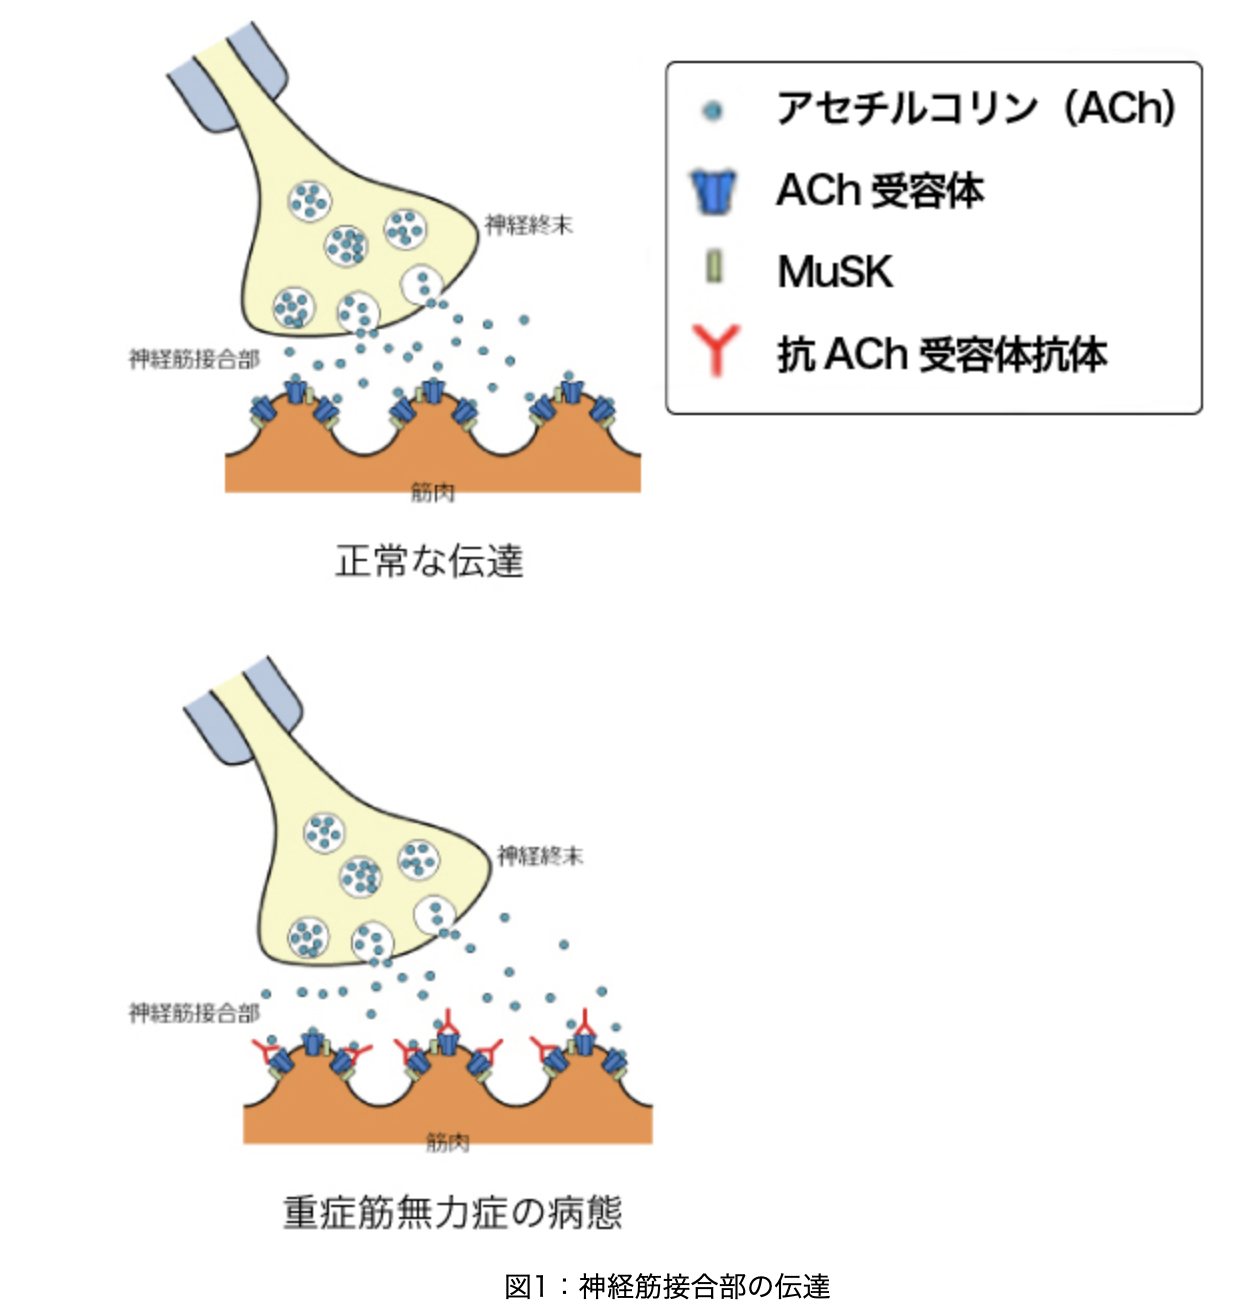 アセチルコリン（ACh）
ACh 受容体
MuSK
抗 ACh 受容体抗体
神経終末
神経筋接合部
筋肉
正常な伝達
神経終末
神経筋接合部
筋肉
重症筋無力症の病態
図1：神経筋接合部の伝達